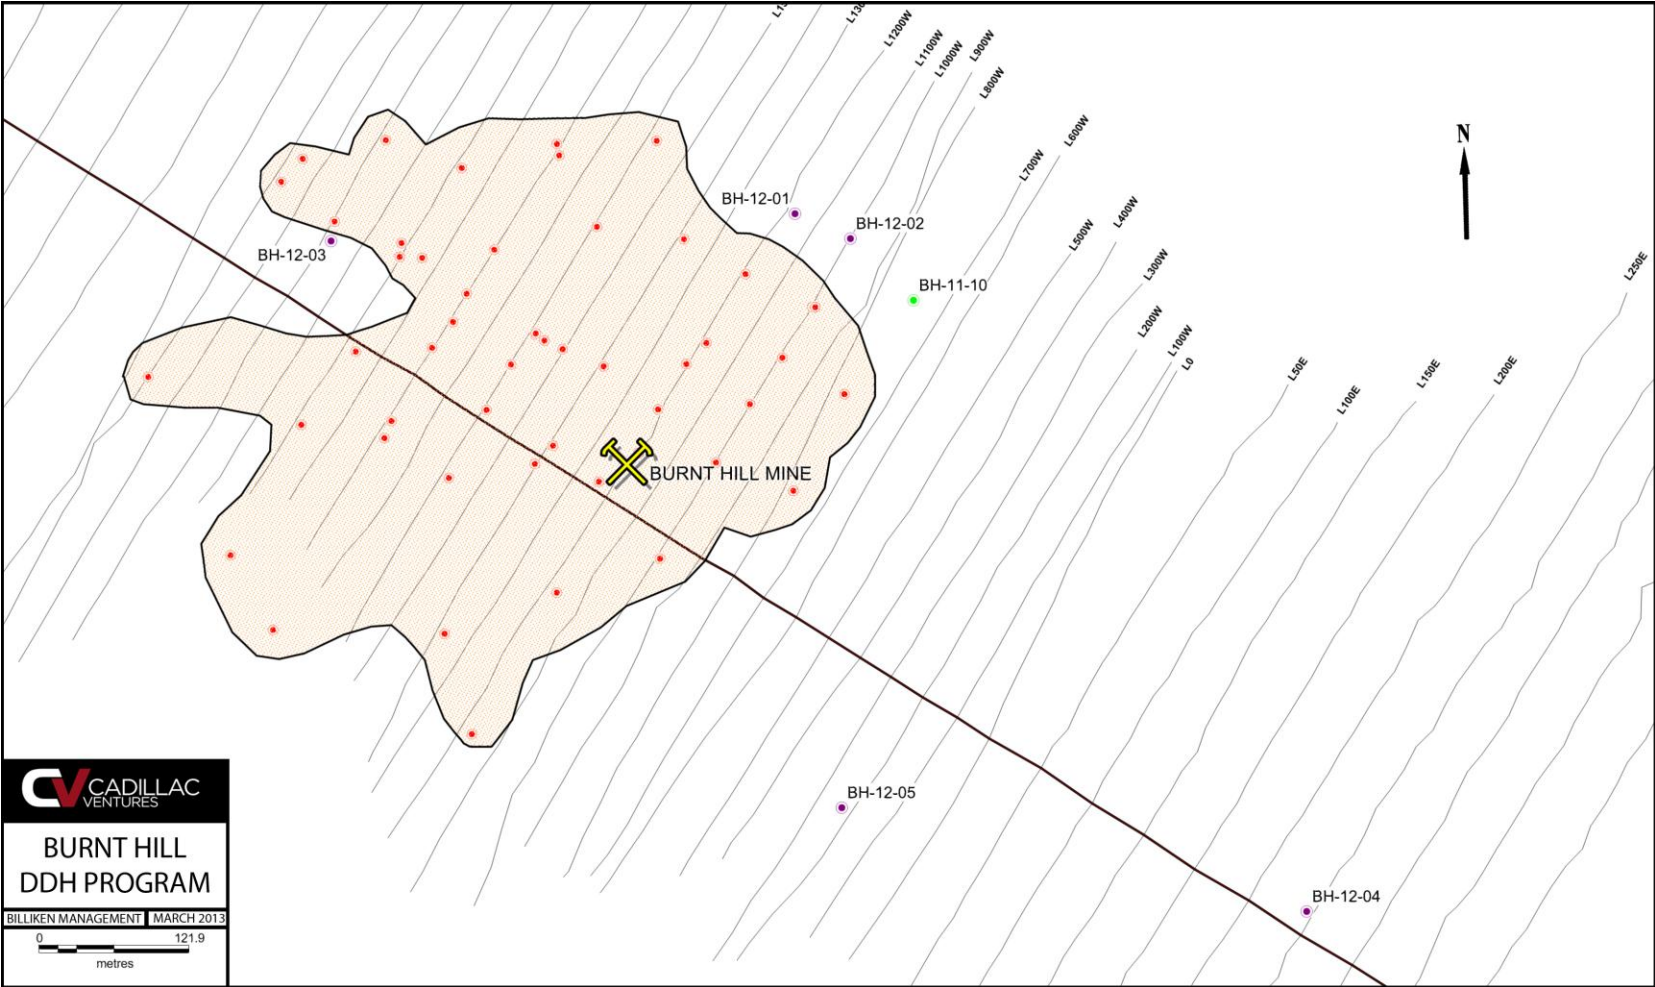 L1200W
L1100W
L1000W
L900W
L800W
L600W
L700W
L400W
L500W
L300W
L200W
L100W
L0
L250E
L50E
L100E
L150E
L200E
N
BH-12-01
BH-12-02
BH-12-03
BH-11-10
BURNT HILL MINE
BH-12-05
BH-12-04
CV CADILLAC
VENTURES
BURNT HILL
DDH PROGRAM
BILLIKEN MANAGEMENT MARCH 2013
0 121.9
metres